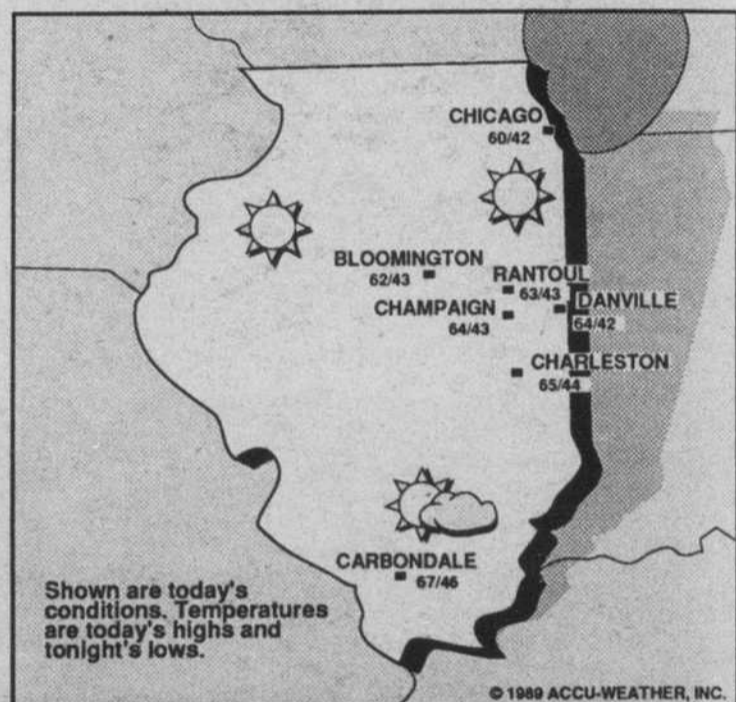 CHICAGO
60/42
BLOOMINGTON
62/43
RANTOUL
63/43
CHAMPAIGN
64/43
DANVILLE
64/42
CHARLESTON
65/44
CARBONDALE
67/46
Shown are today's
conditions. Temperatures
are today's highs and
tonight's lows.
© 1989 ACCU-WEATHER, INC.